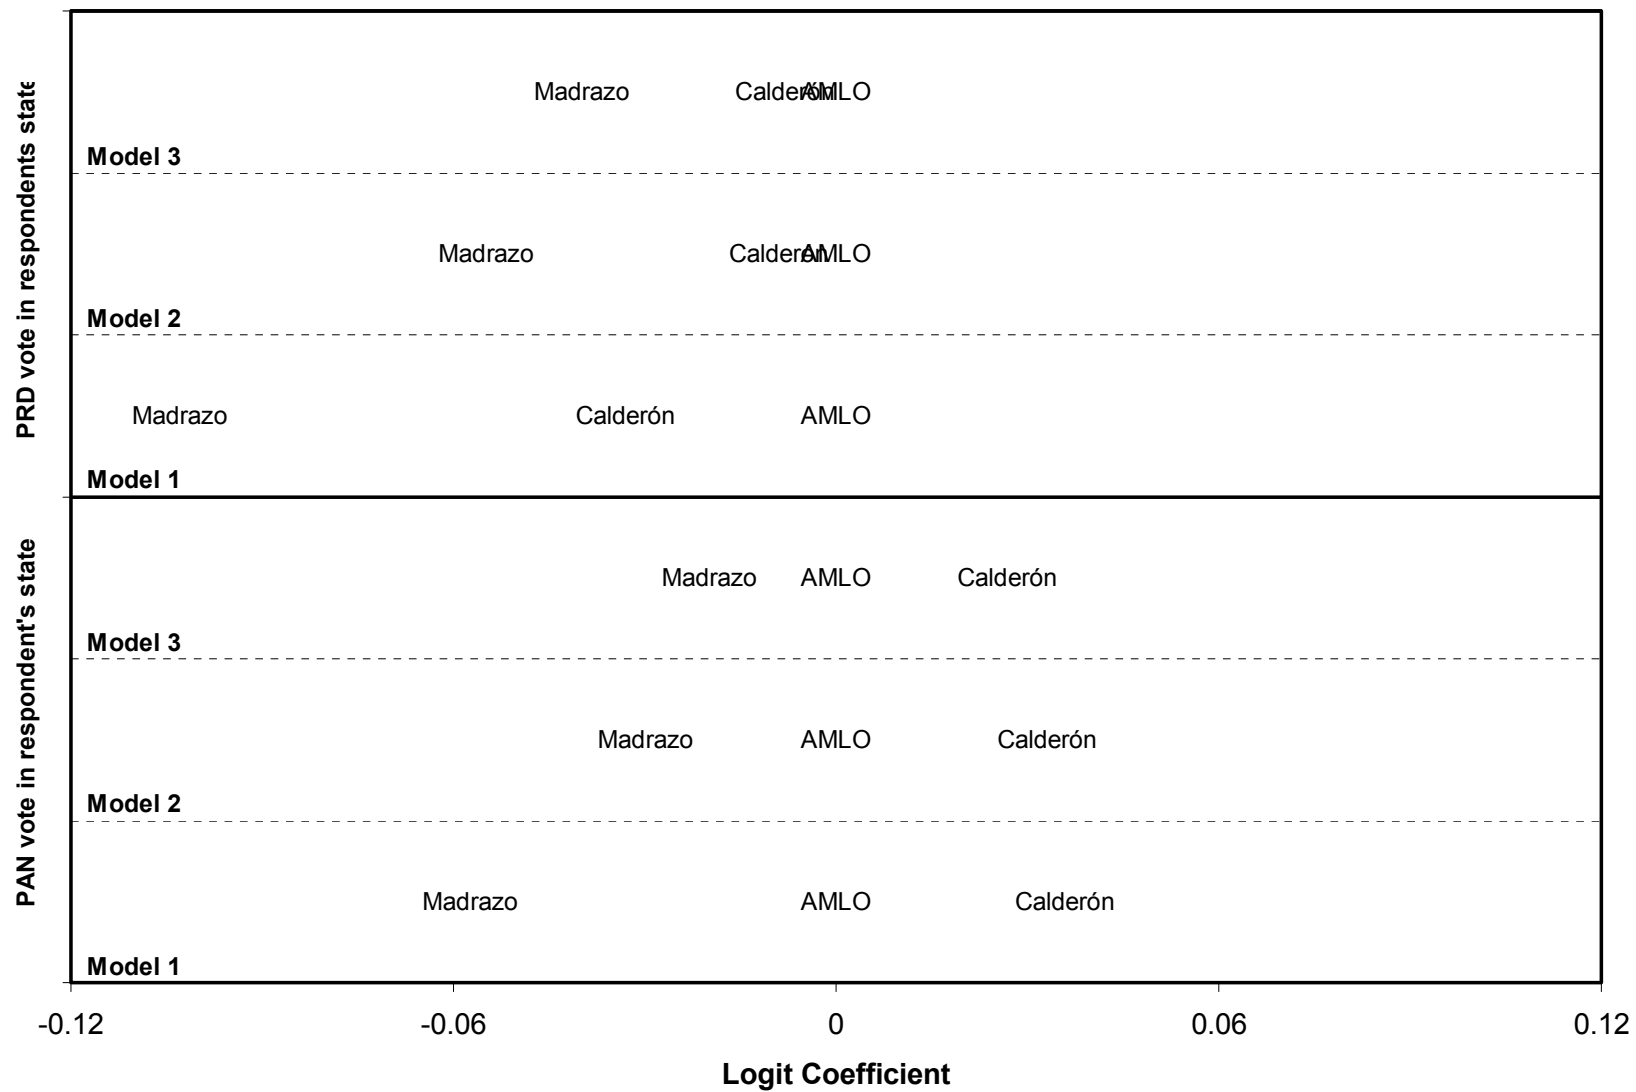 PRD vote in respondents state
Madrazo Calderón AMLO
Model 3
Madrazo Calderón AMLO
Model 2
Madrazo Calderón AMLO
Model 1
PAN vote in respondent's state
Madrazo AMLO Calderón
Model 3
Madrazo AMLO Calderón
Model 2
Madrazo AMLO Calderón
Model 1
-0.12 -0.06 0 0.06 0.12
Logit Coefficient